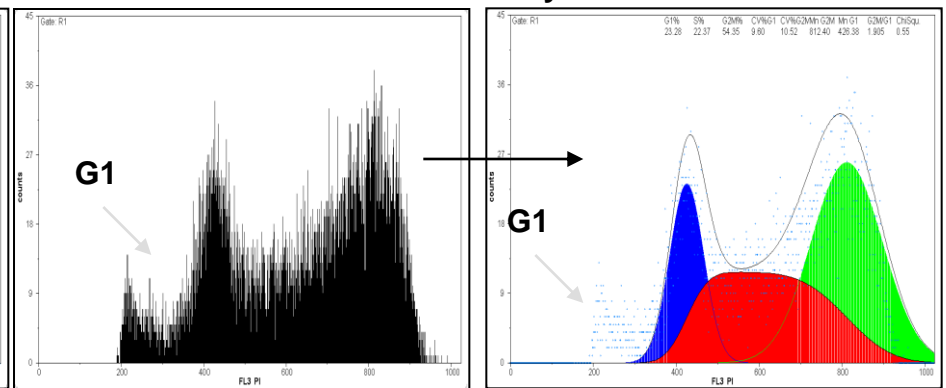 Gate: R1
45
36
27
18
9
0
counts
G1
200
400
600
800
1000
FL3 PI
Gate: R1
G1% S% G2M% CV%G1 CV%G2M Mn G2M Mn G1 G2M/G1 ChiSqu.
23.28 22.37 54.35 9.60 10.52 812.40 426.38 1.905 0.55
45
36
27
18
9
0
counts
G1
0
200
400
600
800
1000
FL3 PI